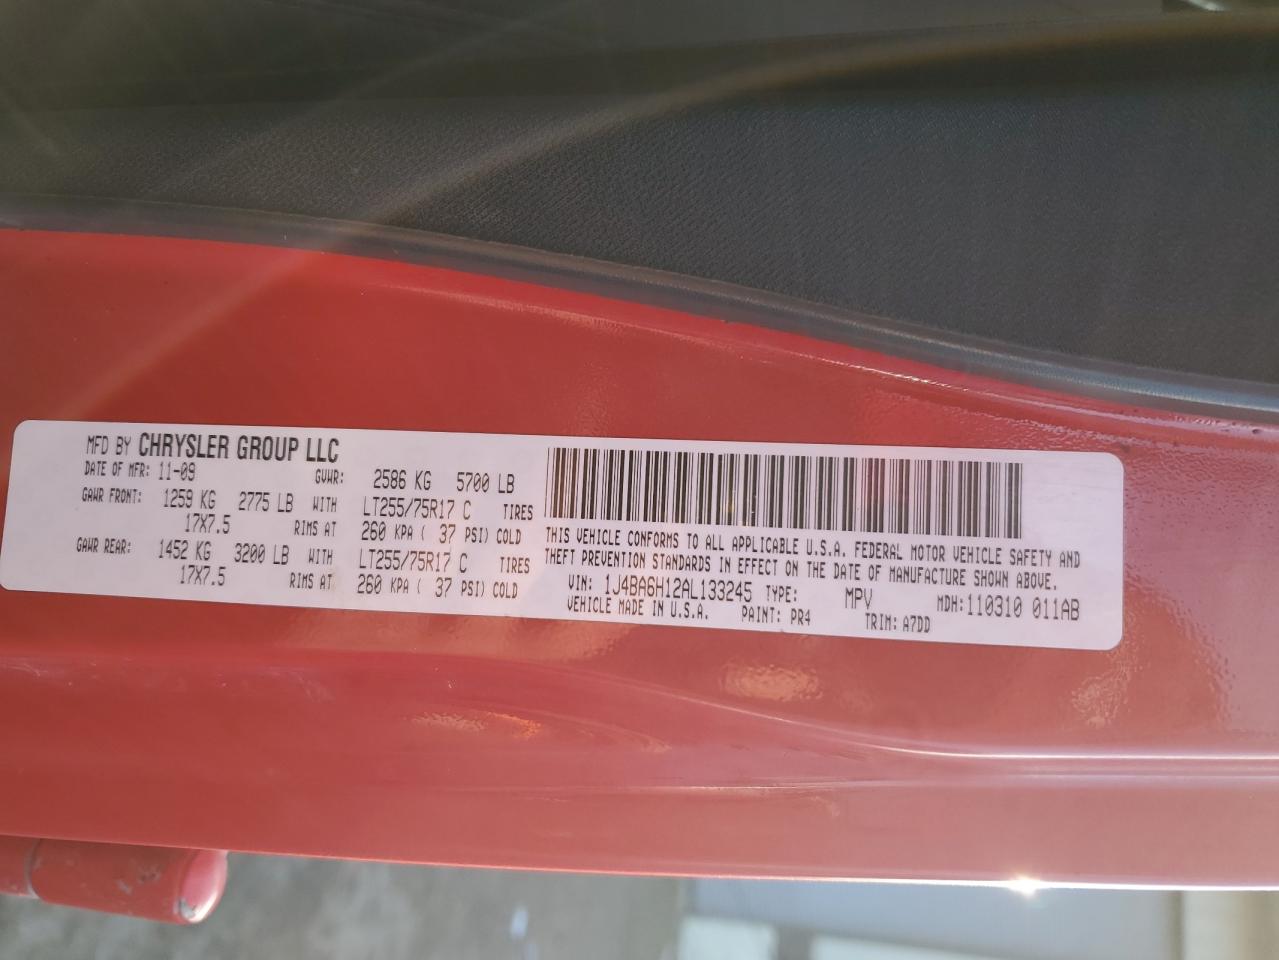 MFD BY CHRYSLER GROUP LLC
DATE OF MFR: 11-09 GVWR: 2586 KG 5700 LB
GAWR FRONT: 1259 KG 2775 LB WITH LT255/75R17 C TIRES
17X7.5 RIMS AT 260 KPA ( 37 PSI) COLD
GAWR REAR: 1452 KG 3200 LB WITH LT255/75R17 C TIRES
17X7.5 RIMS AT 260 KPA ( 37 PSI) COLD
THIS VEHICLE CONFORMS TO ALL APPLICABLE U.S.A. FEDERAL MOTOR VEHICLE SAFETY AND
THEFT PREVENTION STANDARDS IN EFFECT ON THE DATE OF MANUFACTURE SHOWN ABOVE.
VIN: 1J4BA6H12AL133245 TYPE: MPV MDH:110310 011AB
VEHICLE MADE IN U.S.A. PAINT: PR4 TRIM: A7DD